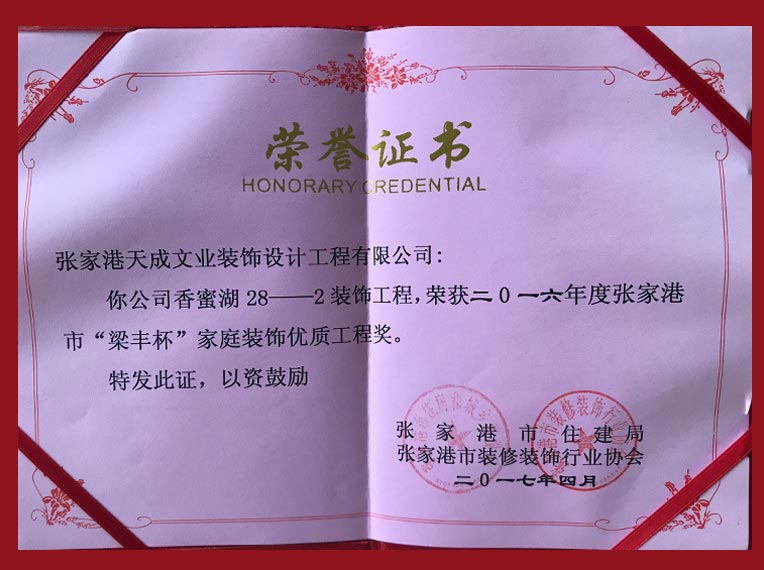 荣誉证书
HONORARY CREDENTIAL
张家港天成文业装饰设计工程有限公司:
你公司香蜜湖28——2装饰工程,荣获二0一六年度张家港
市“梁丰杯”家庭装饰优质工程奖。
特发此证，以资鼓励
张家港市住建局
张家港市装修装饰行业协会
二0一七年四月